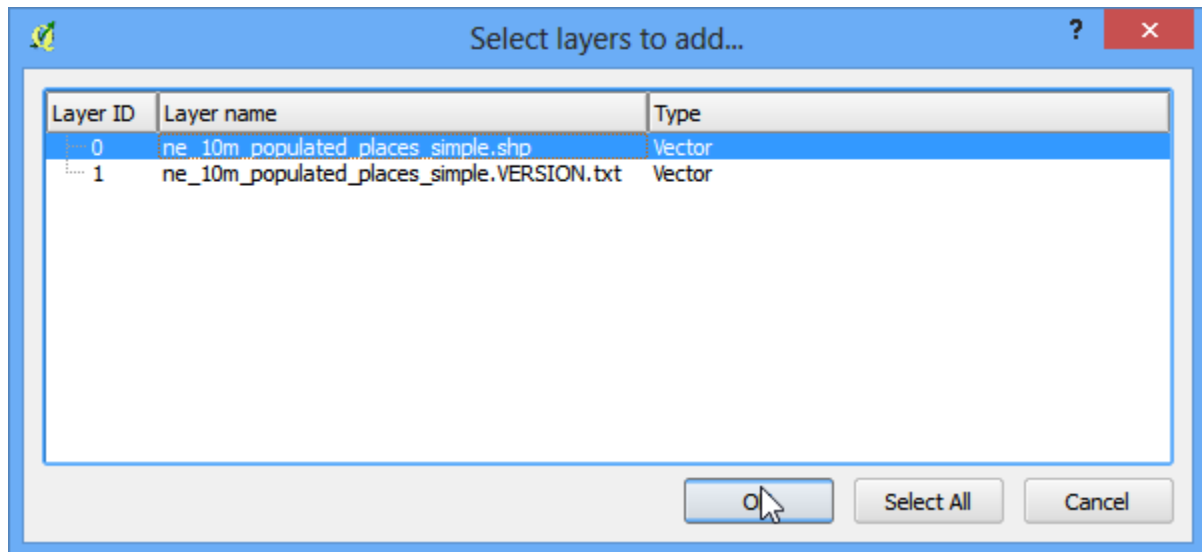 Select layers to add...
?
Layer ID Layer name Type
0 ne_10m_populated_places_simple.shp Vector
1 ne_10m_populated_places_simple.VERSION.txt Vector
Select All Cancel